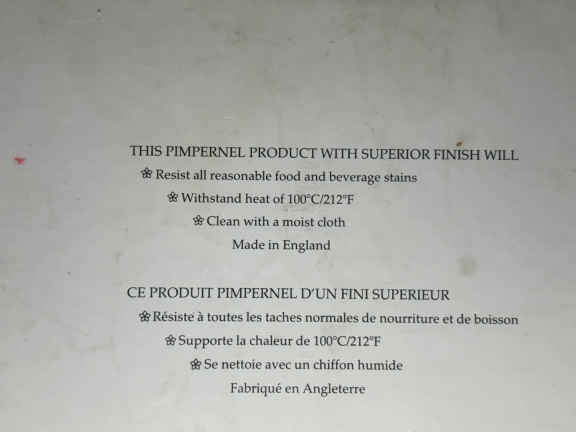 THIS PIMPERNEL PRODUCT WITH SUPERIOR FINISH WILL
Resist all reasonable food and beverage stains
Withstand heat of 100°C/212°F
Clean with a moist cloth
Made in England
CE PRODUIT PIMPERNEL D'UN FINI SUPERIEUR
Résiste à toutes les taches normales de nourriture et de boisson
Supporte la chaleur de 100°C/212°F
Se nettoie avec un chiffon humide
Fabriqué en Angleterre